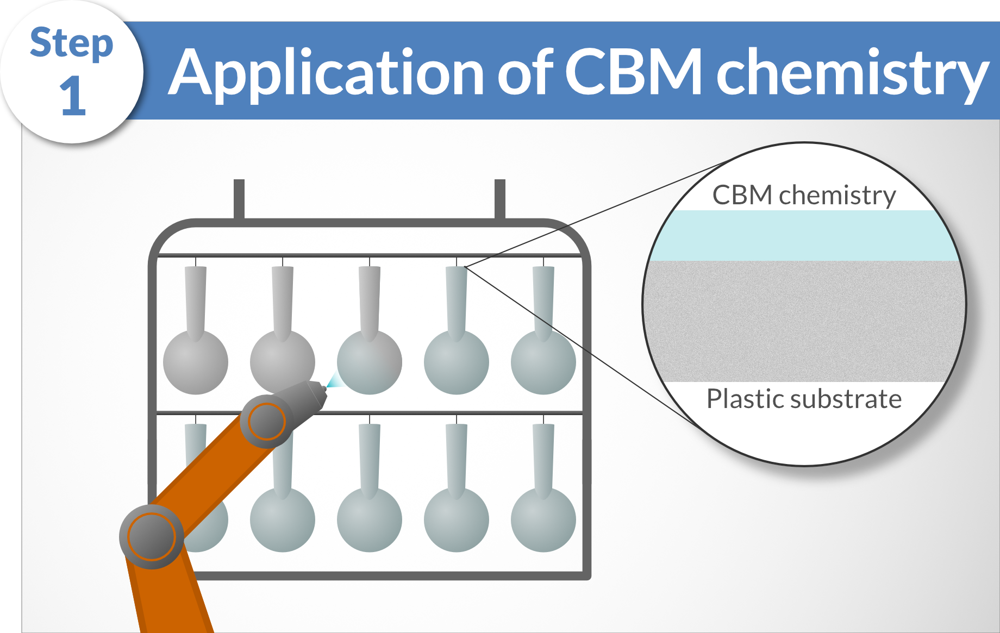 Step
1
Application of CBM chemistry
CBM chemistry
Plastic substrate